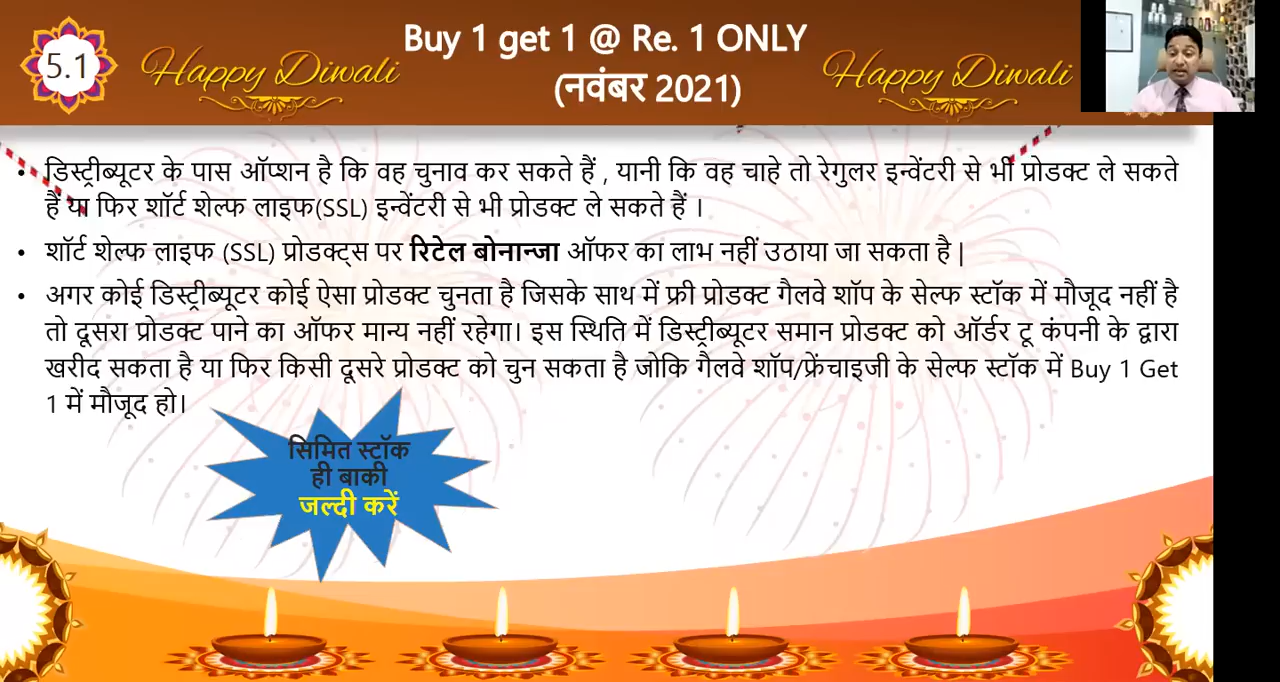 5.1
Happy Diwali
Buy 1 get 1 @ Re. 1 ONLY
(नवंबर 2021)
Happy Diwali
• डिस्ट्रीब्यूटर के पास ऑप्शन है कि वह चुनाव कर सकते हैं , यानी कि वह चाहे तो रेगुलर इन्वेंटरी से भी प्रोडक्ट ले सकते
हैं या फिर शॉर्ट शेल्फ लाइफ(SSL) इन्वेंटरी से भी प्रोडक्ट ले सकते हैं ।
• शॉर्ट शेल्फ लाइफ (SSL) प्रोडक्ट्स पर रिटेल बोनान्जा ऑफर का लाभ नहीं उठाया जा सकता है |
• अगर कोई डिस्ट्रीब्यूटर कोई ऐसा प्रोडक्ट चुनता है जिसके साथ में फ्री प्रोडक्ट गैलवे शॉप के सेल्फ स्टॉक में मौजूद नहीं है
तो दूसरा प्रोडक्ट पाने का ऑफर मान्य नहीं रहेगा। इस स्थिति में डिस्ट्रीब्यूटर समान प्रोडक्ट को ऑर्डर टू कंपनी के द्वारा
खरीद सकता है या फिर किसी दूसरे प्रोडक्ट को चुन सकता है जोकि गैलवे शॉप/फ्रेंचाइजी के सेल्फ स्टॉक में Buy 1 Get
1 में मौजूद हो।
सिमित स्टॉक
ही बाकी
जल्दी करें